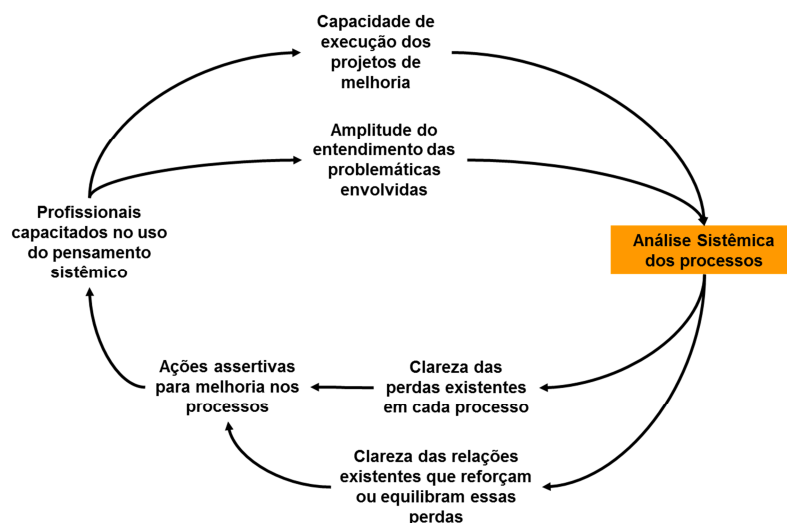 Capacidade de
execução dos
projetos de
melhoria
Amplitude do
entendimento das
problemáticas
envolvidas
Profissionais
capacitados no uso
do pensamento
sistêmico
Análise Sistêmica
dos processos
Ações assertivas
para melhoria nos
processos
Clareza das
perdas existentes
em cada processo
Clareza das relações
existentes que reforçam
ou equilibram essas
perdas